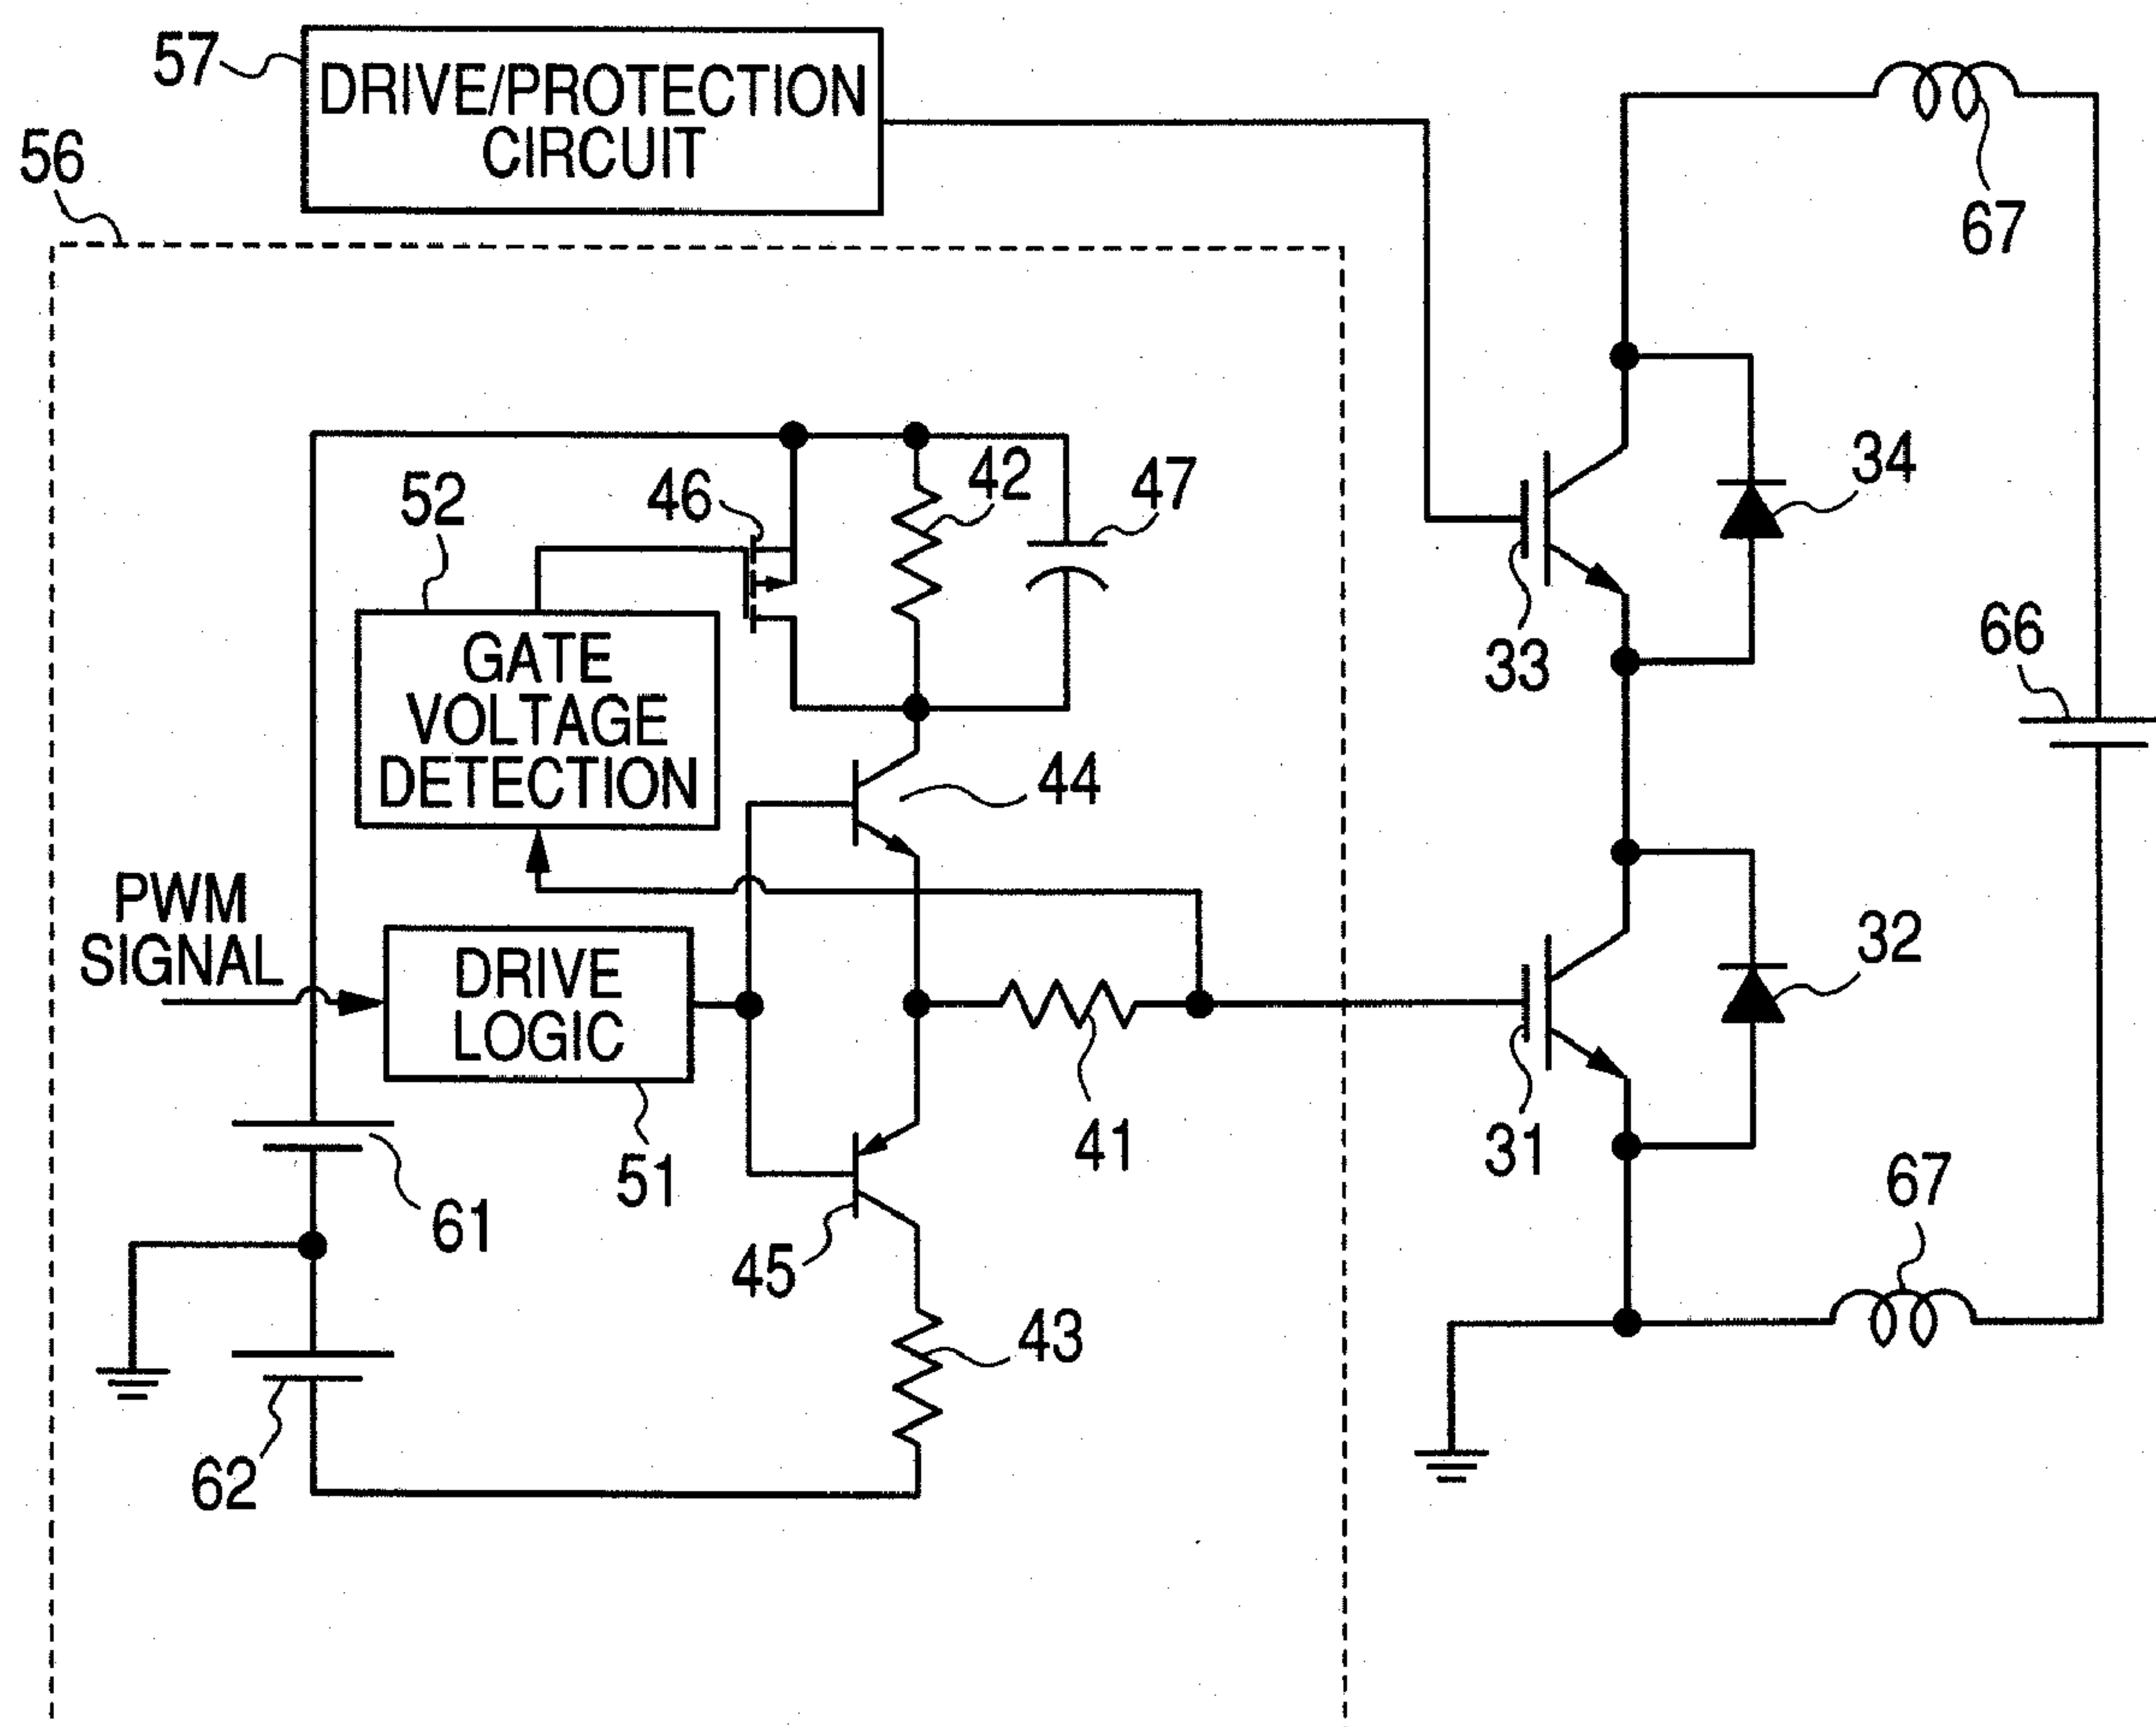 57
DRIVE/PROTECTION
CIRCUIT
56
67
52
46
42
47
34
GATE
VOLTAGE
DETECTION
33
66
44
PWM
SIGNAL
DRIVE
LOGIC
32
41
31
51
61
45
67
43
62